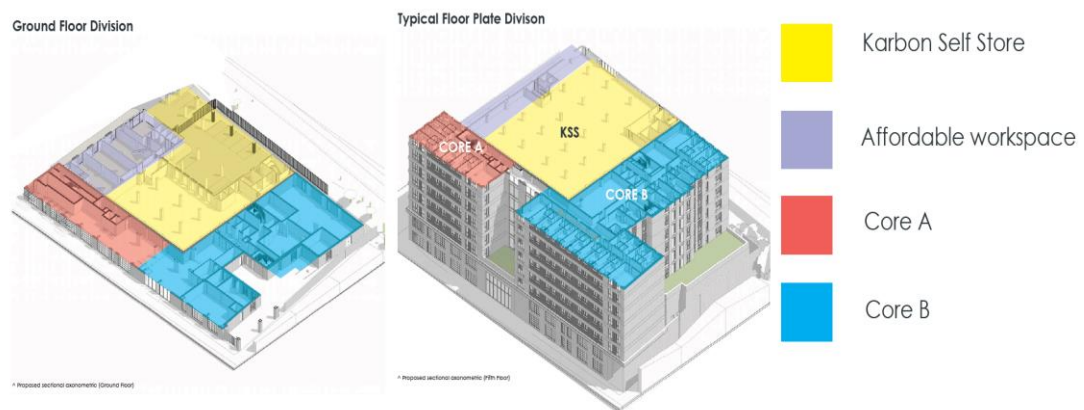 Ground Floor Division
Typical Floor Plate Divison
KSS
CORE A
CORE B
^ Proposed sectional axonometric (Ground Floor)
^ Proposed sectional axonometric (Fifth Floor)
Karbon Self Store
Affordable workspace
Core A
Core B